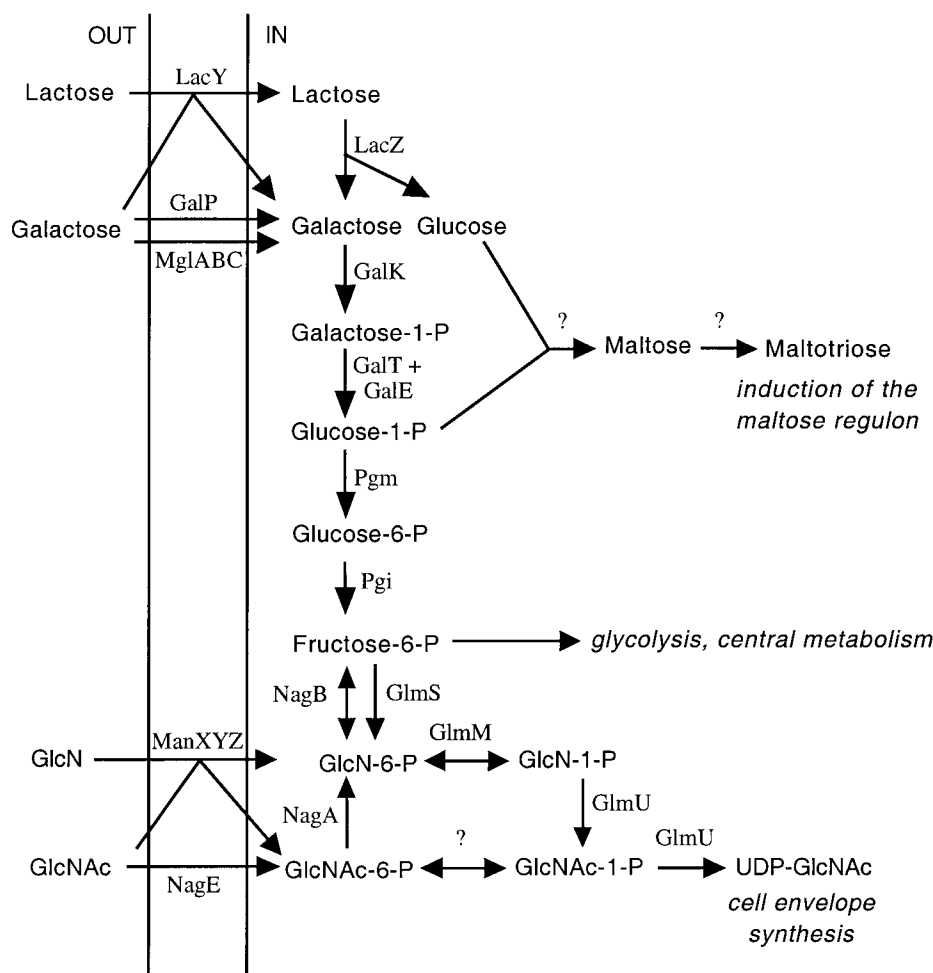 OUT IN
LacY
Lactose Lactose
LacZ
GalP
Galactose Galactose Glucose
MglABC
GalK
? ?
Galactose-1-P
Maltose Maltotriose
GalT +
GalE
induction of the
maltose regulon
Glucose-1-P
Pgm
Glucose-6-P
Pgi
Fructose-6-P glycolysis, central metabolism
NagB GlmS
ManXYZ GlmM
GlcN GlcN-6-P GlcN-1-P
NagA GlmU
? GlmU
GlcNAc GlcNAc-6-P GlcNAc-1-P UDP-GlcNAc
NagE
cell envelope
synthesis